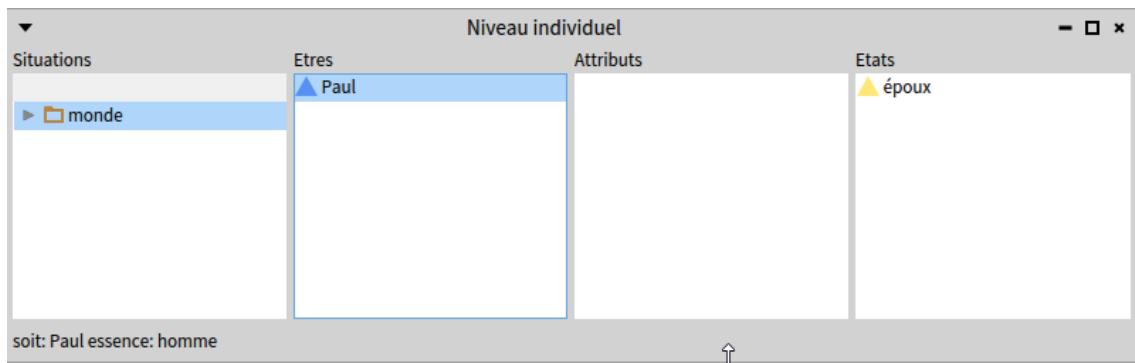 Niveau individuel
Situations Etres Attributs Etats
Paul époux
monde
soit: Paul essence: homme